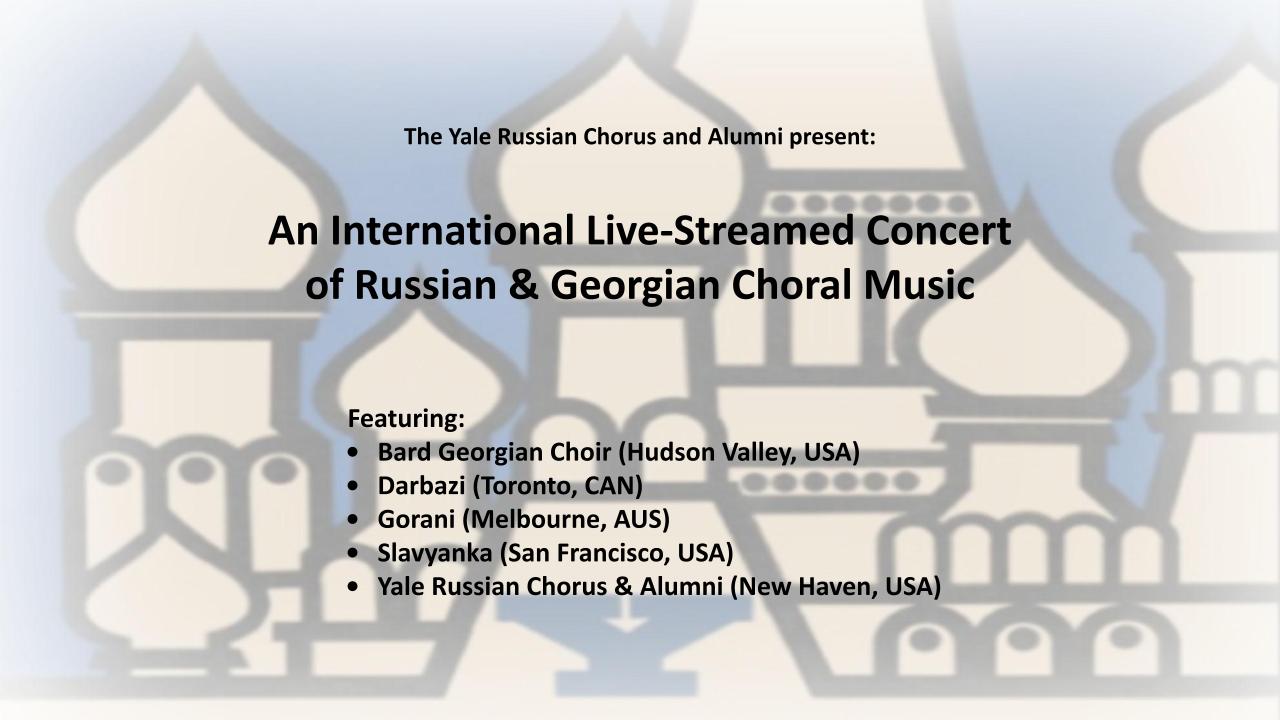 The Yale Russian Chorus and Alumni present:
An International Live-Streamed Concert
of Russian & Georgian Choral Music
Featuring:
• Bard Georgian Choir (Hudson Valley, USA)
• Darbazi (Toronto, CAN)
• Gorani (Melbourne, AUS)
• Slavyanka (San Francisco, USA)
• Yale Russian Chorus & Alumni (New Haven, USA)